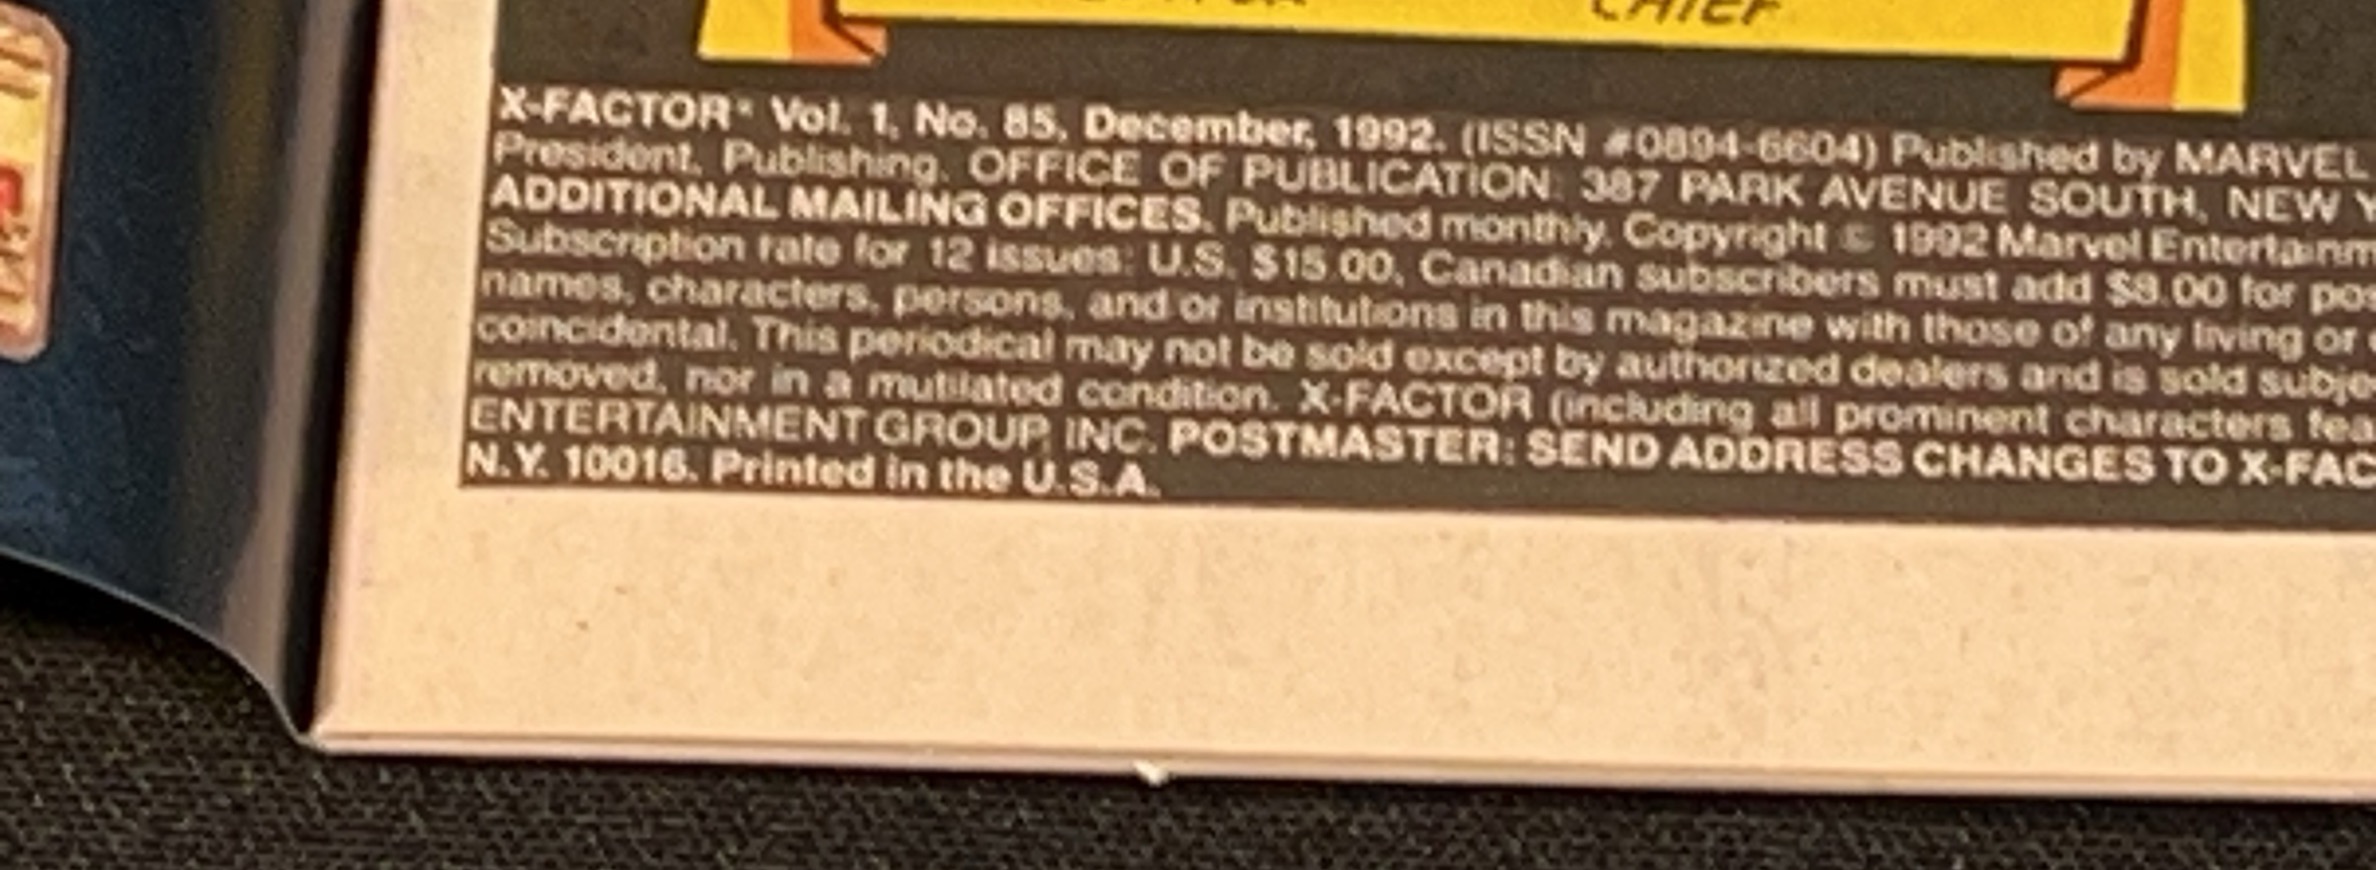 CHIEF
X-FACTOR® Vol. 1, No. 85, December, 1992. (ISSN #0894-6604) Published by MARVEL
President, Publishing. OFFICE OF PUBLICATION: 387 PARK AVENUE SOUTH, NEW Y
ADDITIONAL MAILING OFFICES. Published monthly. Copyright © 1992 Marvel Entertainm
Subscription rate for 12 issues: U.S. $15.00, Canadian subscribers must add $8.00 for pos
names, characters, persons, and/or institutions in this magazine with those of any living or
coincidental. This periodical may not be sold except by authorized dealers and is sold subje
removed, nor in a mutilated condition. X-FACTOR (including all prominent characters fea
ENTERTAINMENT GROUP, INC. POSTMASTER: SEND ADDRESS CHANGES TO X-FAC
N.Y. 10016. Printed in the U.S.A.